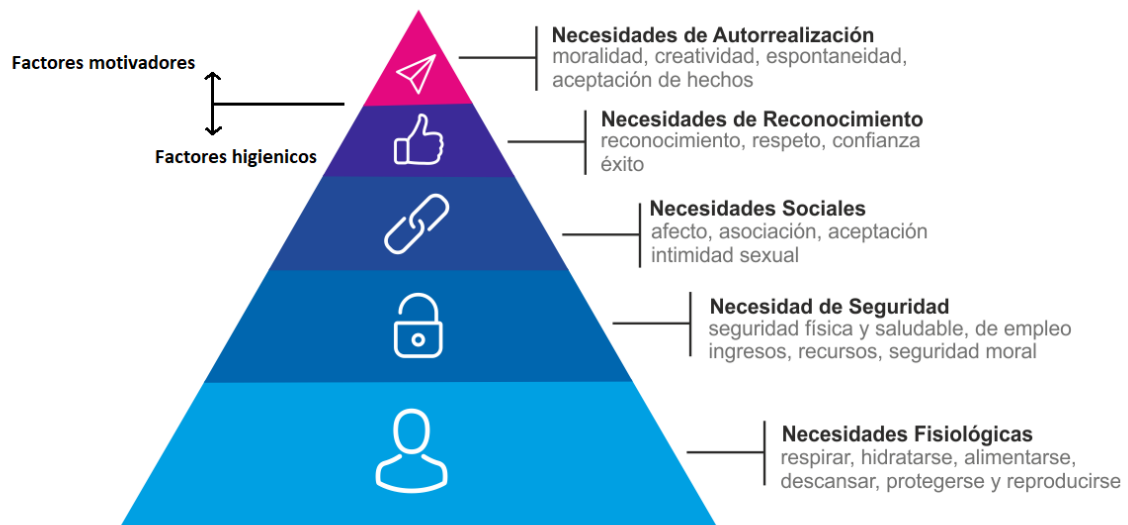 Factores motivadores
Factores higienicos
Necesidades de Autorrealización
moralidad, creatividad, espontaneidad,
aceptación de hechos
Necesidades de Reconocimiento
reconocimiento, respeto, confianza
éxito
Necesidades Sociales
afecto, asociación, aceptación
intimidad sexual
Necesidad de Seguridad
seguridad física y saludable, de empleo
ingresos, recursos, seguridad moral
Necesidades Fisiológicas
respirar, hidratarse, alimentarse,
descansar, protegerse y reproducirse